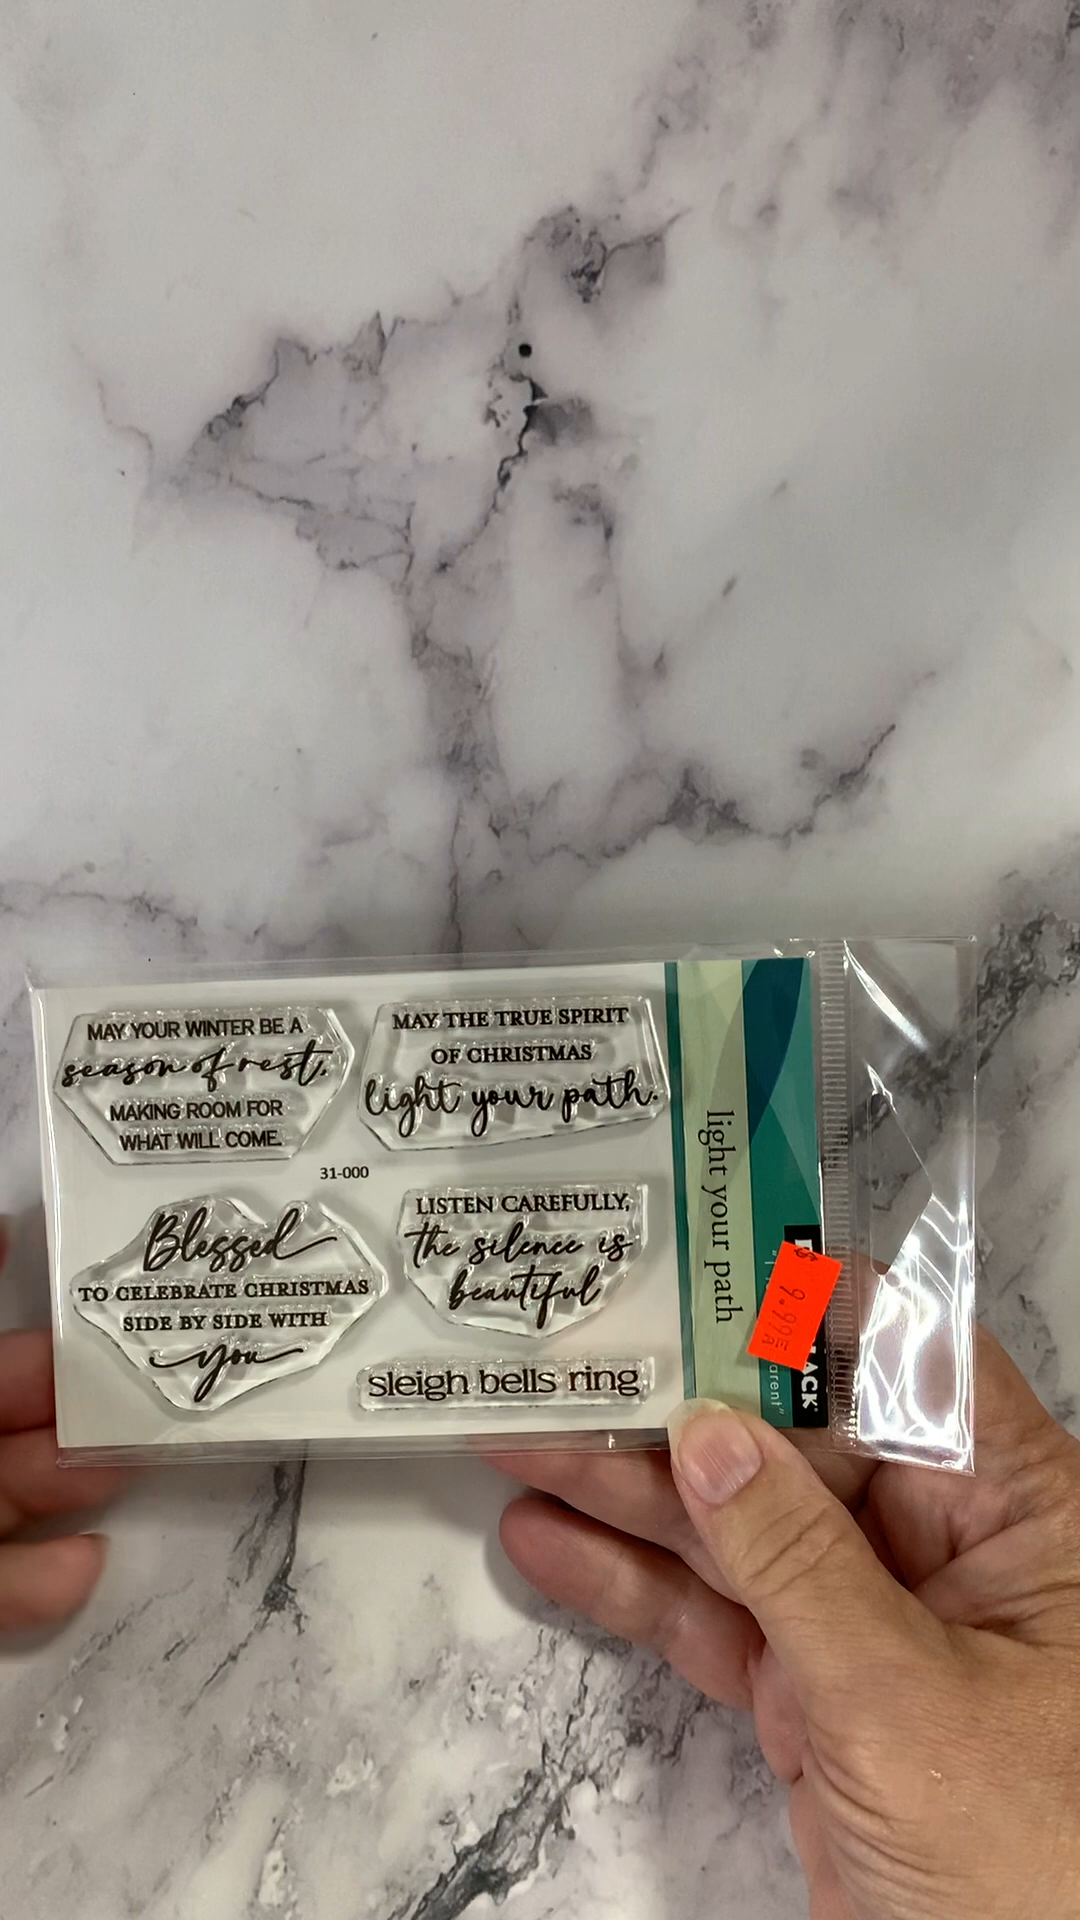 MAY YOUR WINTER BE A
season of rest,
MAKING ROOM FOR
WHAT WILL COME.
MAY THE TRUE SPIRIT
OF CHRISTMAS
light your path.
31-000
Blessed
TO CELEBRATE CHRISTMAS
SIDE BY SIDE WITH
you
LISTEN CAREFULLY,
the silence is
beautiful
sleigh bells ring
light your path
$ 9.99